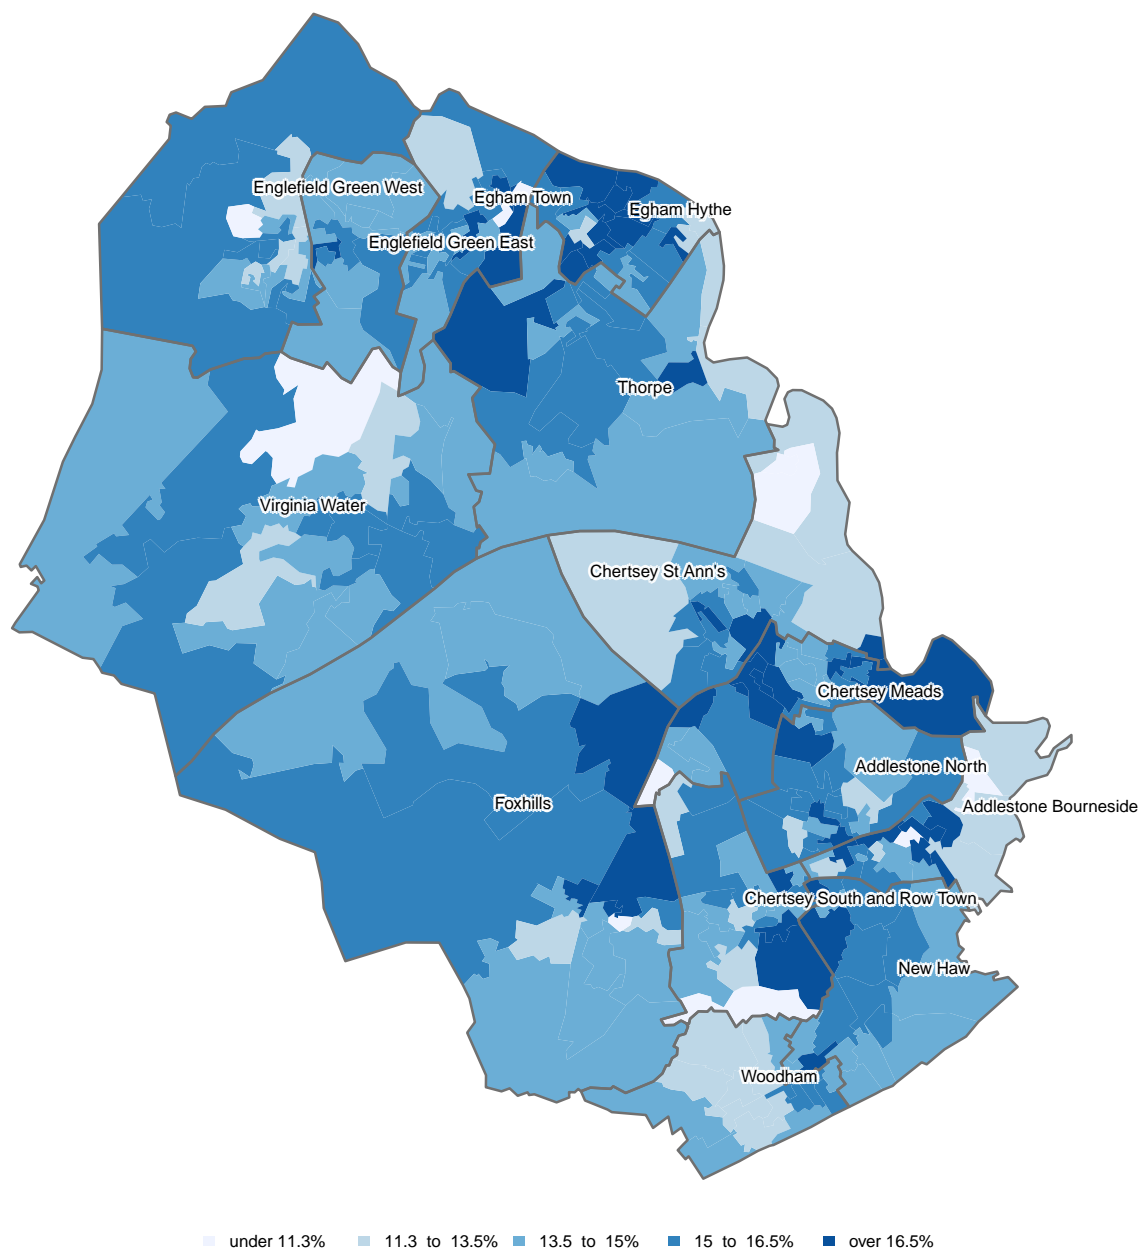 Englefield Green West
Egham Town
Egham Hythe
Englefield Green East
Thorpe
Virginia Water
Chertsey St Ann's
Chertsey Meads
Addlestone North
Foxhills
Addlestone Bourneside
Chertsey South and Row Town
New Haw
Woodham
under 11.3% 11.3 to 13.5% 13.5 to 15% 15 to 16.5% over 16.5%